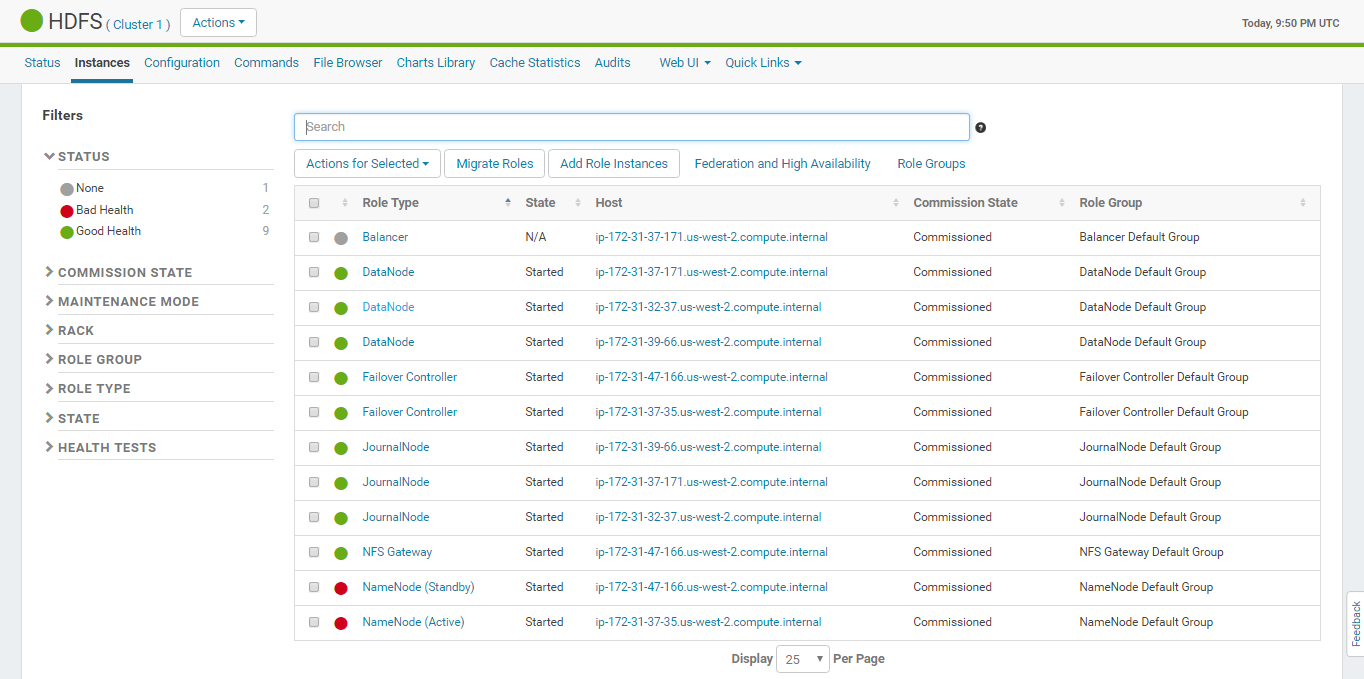 HDFS ( Cluster 1 ) Actions Today, 9:50 PM UTC
Status Instances Configuration Commands File Browser Charts Library Cache Statistics Audits Web UI Quick Links
Filters
Search
STATUS
None 1
Bad Health 2
Good Health 9
COMMISSION STATE
MAINTENANCE MODE
RACK
ROLE GROUP
ROLE TYPE
STATE
HEALTH TESTS
Actions for Selected Migrate Roles Add Role Instances Federation and High Availability Role Groups
Role Type State Host Commission State Role Group
Balancer N/A ip-172-31-37-171.us-west-2.compute.internal Commissioned Balancer Default Group
DataNode Started ip-172-31-37-171.us-west-2.compute.internal Commissioned DataNode Default Group
DataNode Started ip-172-31-32-37.us-west-2.compute.internal Commissioned DataNode Default Group
DataNode Started ip-172-31-39-66.us-west-2.compute.internal Commissioned DataNode Default Group
Failover Controller Started ip-172-31-47-166.us-west-2.compute.internal Commissioned Failover Controller Default Group
Failover Controller Started ip-172-31-37-35.us-west-2.compute.internal Commissioned Failover Controller Default Group
JournalNode Started ip-172-31-39-66.us-west-2.compute.internal Commissioned JournalNode Default Group
JournalNode Started ip-172-31-37-171.us-west-2.compute.internal Commissioned JournalNode Default Group
JournalNode Started ip-172-31-32-37.us-west-2.compute.internal Commissioned JournalNode Default Group
NFS Gateway Started ip-172-31-47-166.us-west-2.compute.internal Commissioned NFS Gateway Default Group
NameNode (Standby) Started ip-172-31-47-166.us-west-2.compute.internal Commissioned NameNode Default Group
NameNode (Active) Started ip-172-31-37-35.us-west-2.compute.internal Commissioned NameNode Default Group
Display 25 Per Page
Feedback